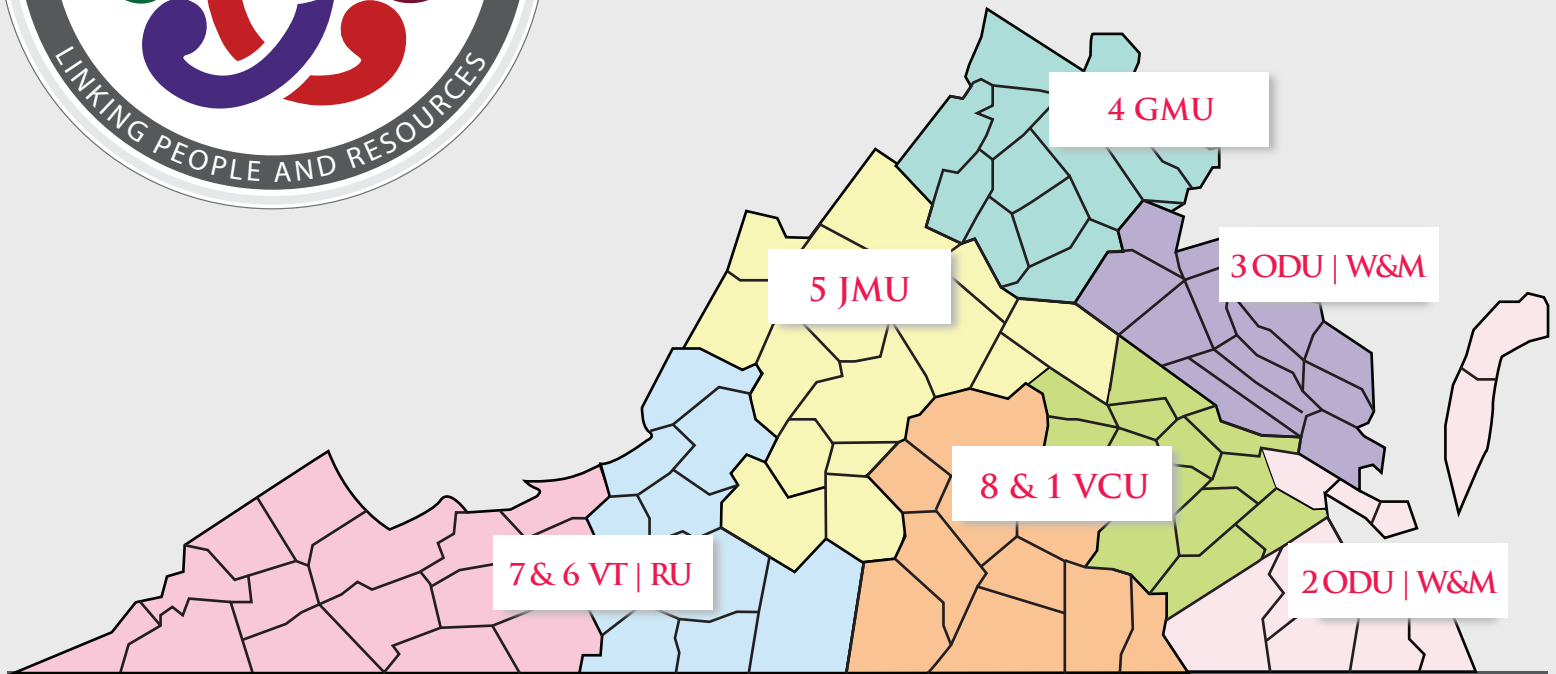 LINKING PEOPLE AND RESOURCES
4 GMU
3 ODU | W&M
5 JMU
8 & 1 VCU
7 & 6 VT | RU
2 ODU | W&M